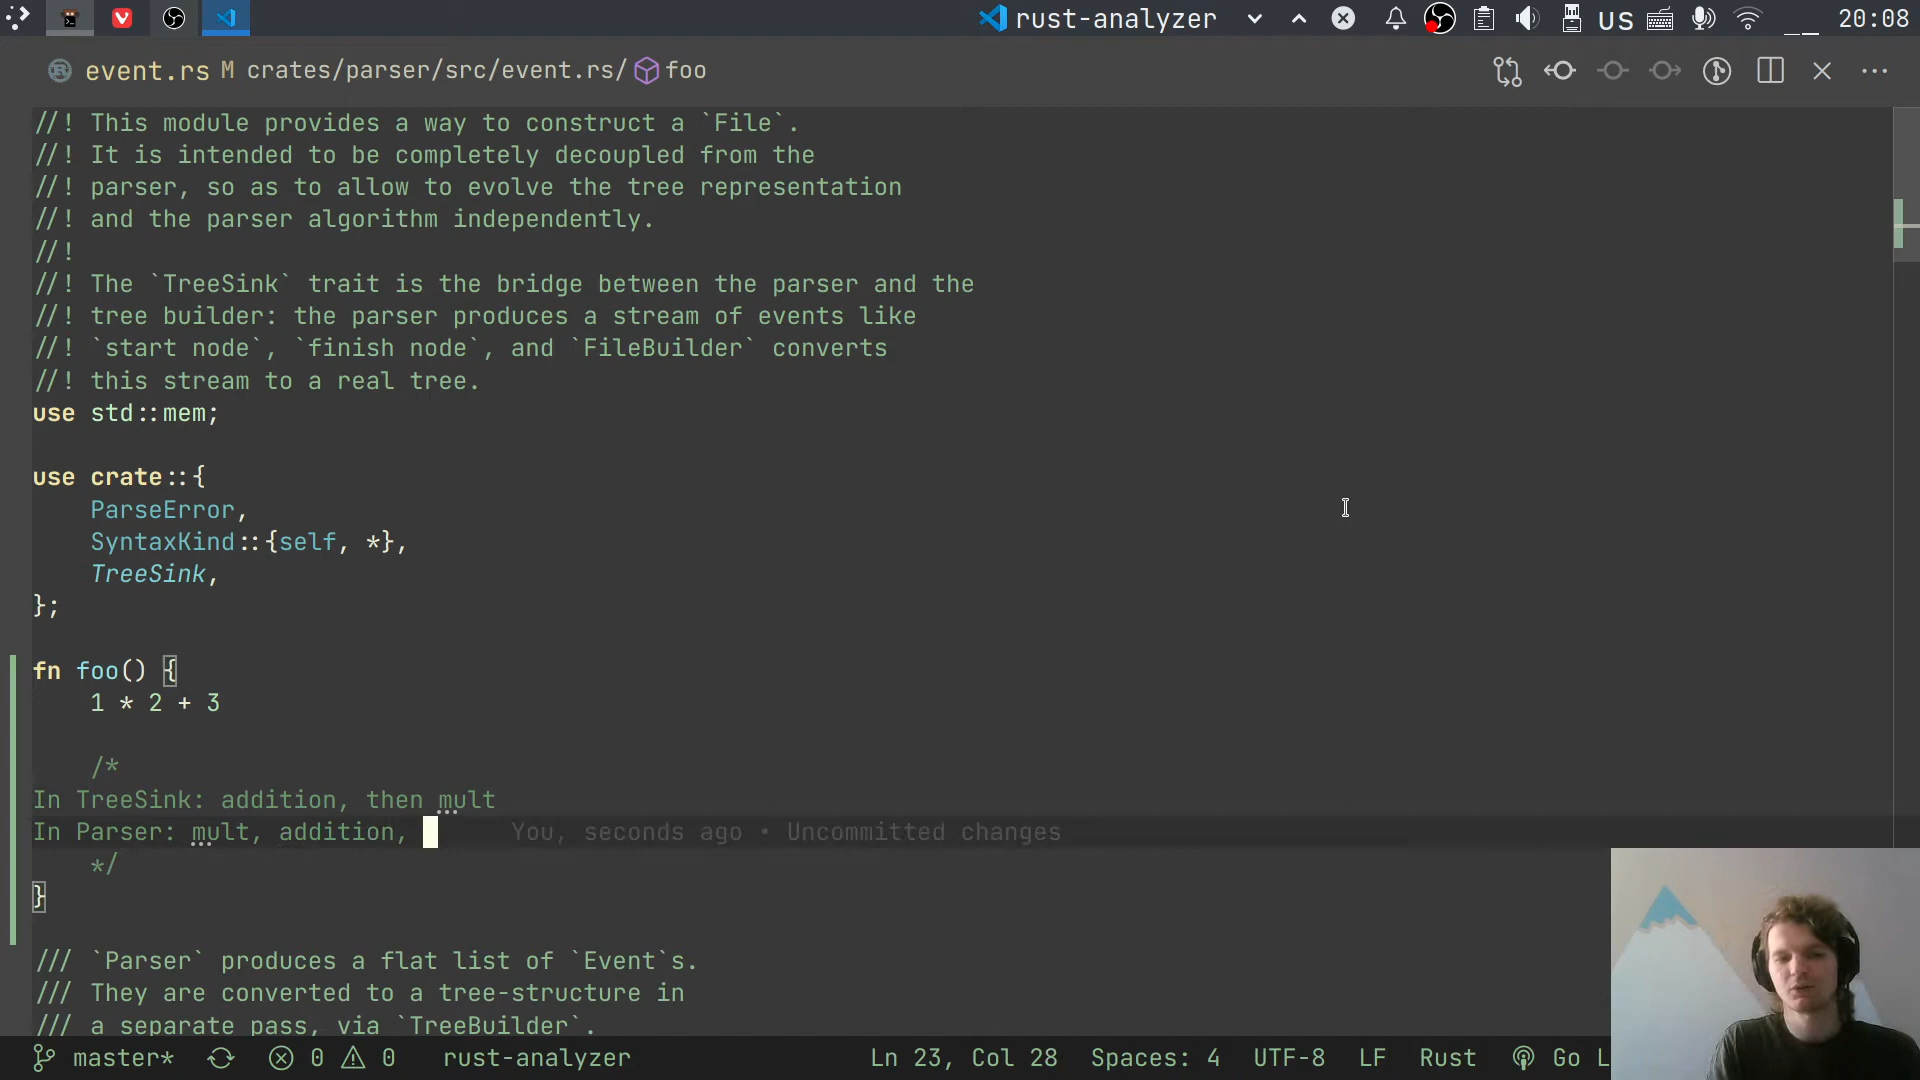 rust-analyzer
US
20:08
event.rs M crates/parser/src/event.rs/ foo
//! This module provides a way to construct a `File`.
//! It is intended to be completely decoupled from the
//! parser, so as to allow to evolve the tree representation
//! and the parser algorithm independently.
//!
//! The `TreeSink` trait is the bridge between the parser and the
//! tree builder: the parser produces a stream of events like
//! `start node`, `finish node`, and `FileBuilder` converts
//! this stream to a real tree.
use std::mem;
use crate::{
ParseError,
SyntaxKind::{self, *},
TreeSink,
};
fn foo() {
1 * 2 + 3
/*
In TreeSink: addition, then mult
In Parser: mult, addition, You, seconds ago • Uncommitted changes
*/
}
/// `Parser` produces a flat list of `Event`s.
/// They are converted to a tree-structure in
/// a separate pass, via `TreeBuilder`.
master* 0 0 rust-analyzer Ln 23, Col 28 Spaces: 4 UTF-8 LF Rust Go L